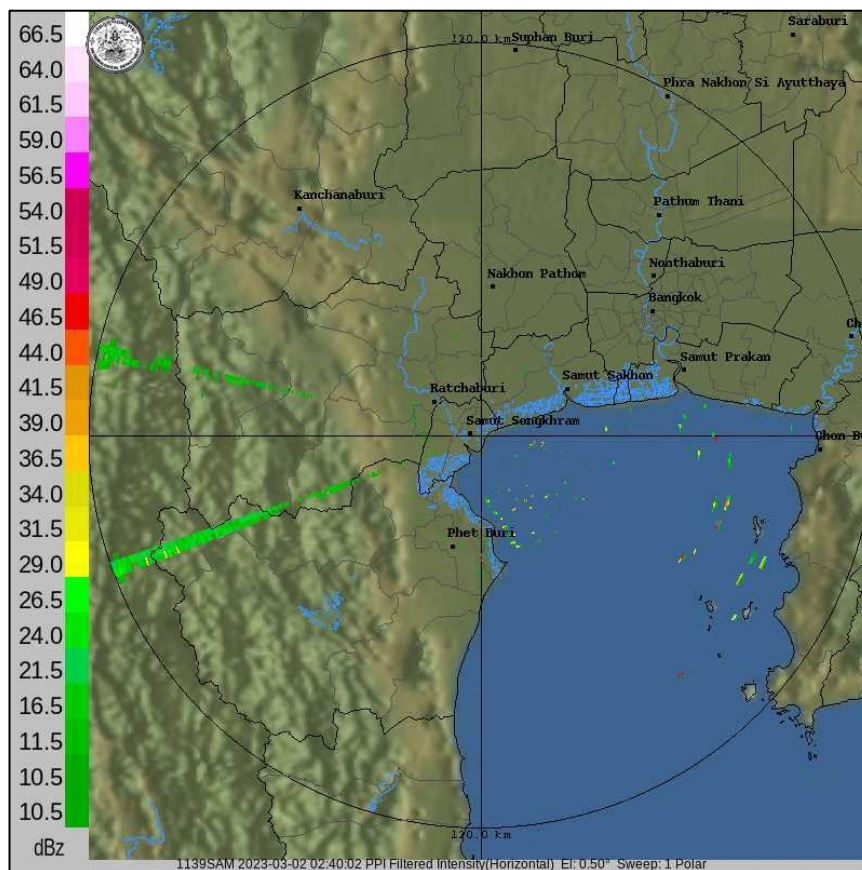 66.5
64.0
61.5
59.0
56.5
54.0
51.5
49.0
46.5
44.0
41.5
39.0
36.5
34.0
31.5
29.0
26.5
24.0
21.5
16.5
11.5
10.5
10.5
dBz
Saraburi
120.0 km
Suphan Buri
Phra Nakhon Si Ayutthaya
Kanchanaburi
Pathum Thani
Nonthaburi
Nakhon Pathom
Bangkok
Ch
Samut Prakan
Samut Sakhon
Ratchaburi
Samut Songkhram
Chon Bu
Phet Buri
120.0 km
1139SAM 2023-03-02 02:40:02 PPI Filtered Intensity(Horizontal) El: 0.50° Sweep: 1 Polar